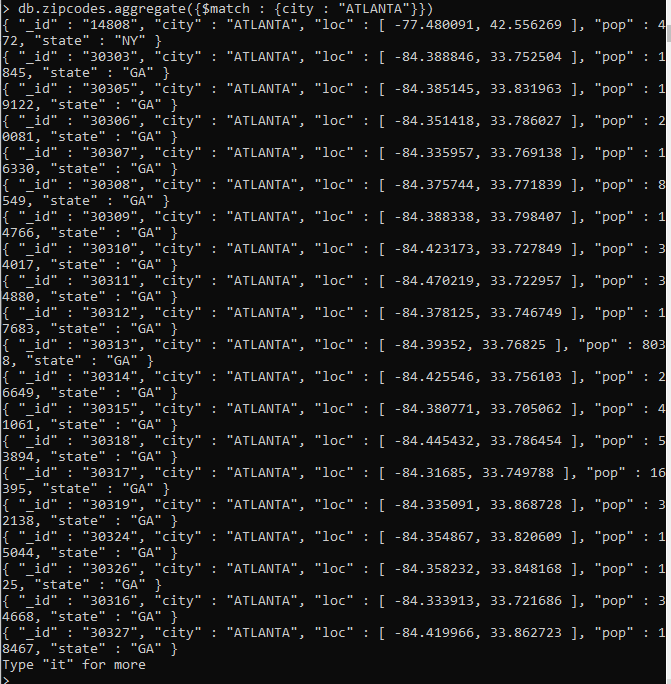 > db.zipcodes.aggregate({$match : {city : "ATLANTA"}})
{ "_id" : "14808", "city" : "ATLANTA", "loc" : [ -77.480091, 42.556269 ], "pop" : 4
72, "state" : "NY" }
{ "_id" : "30303", "city" : "ATLANTA", "loc" : [ -84.388846, 33.752504 ], "pop" : 1
845, "state" : "GA" }
{ "_id" : "30305", "city" : "ATLANTA", "loc" : [ -84.385145, 33.831963 ], "pop" : 1
9122, "state" : "GA" }
{ "_id" : "30306", "city" : "ATLANTA", "loc" : [ -84.351418, 33.786027 ], "pop" : 2
0081, "state" : "GA" }
{ "_id" : "30307", "city" : "ATLANTA", "loc" : [ -84.335957, 33.769138 ], "pop" : 1
6330, "state" : "GA" }
{ "_id" : "30308", "city" : "ATLANTA", "loc" : [ -84.375744, 33.771839 ], "pop" : 8
549, "state" : "GA" }
{ "_id" : "30309", "city" : "ATLANTA", "loc" : [ -84.388338, 33.798407 ], "pop" : 1
4766, "state" : "GA" }
{ "_id" : "30310", "city" : "ATLANTA", "loc" : [ -84.423173, 33.727849 ], "pop" : 3
4017, "state" : "GA" }
{ "_id" : "30311", "city" : "ATLANTA", "loc" : [ -84.470219, 33.722957 ], "pop" : 3
4880, "state" : "GA" }
{ "_id" : "30312", "city" : "ATLANTA", "loc" : [ -84.378125, 33.746749 ], "pop" : 1
7683, "state" : "GA" }
{ "_id" : "30313", "city" : "ATLANTA", "loc" : [ -84.39352, 33.76825 ], "pop" : 803
8, "state" : "GA" }
{ "_id" : "30314", "city" : "ATLANTA", "loc" : [ -84.425546, 33.756103 ], "pop" : 2
6649, "state" : "GA" }
{ "_id" : "30315", "city" : "ATLANTA", "loc" : [ -84.380771, 33.705062 ], "pop" : 4
1061, "state" : "GA" }
{ "_id" : "30318", "city" : "ATLANTA", "loc" : [ -84.445432, 33.786454 ], "pop" : 5
3894, "state" : "GA" }
{ "_id" : "30317", "city" : "ATLANTA", "loc" : [ -84.31685, 33.749788 ], "pop" : 16
395, "state" : "GA" }
{ "_id" : "30319", "city" : "ATLANTA", "loc" : [ -84.335091, 33.868728 ], "pop" : 3
2138, "state" : "GA" }
{ "_id" : "30324", "city" : "ATLANTA", "loc" : [ -84.354867, 33.820609 ], "pop" : 1
5044, "state" : "GA" }
{ "_id" : "30326", "city" : "ATLANTA", "loc" : [ -84.358232, 33.848168 ], "pop" : 1
25, "state" : "GA" }
{ "_id" : "30316", "city" : "ATLANTA", "loc" : [ -84.333913, 33.721686 ], "pop" : 3
4668, "state" : "GA" }
{ "_id" : "30327", "city" : "ATLANTA", "loc" : [ -84.419966, 33.862723 ], "pop" : 1
8467, "state" : "GA" }
Type "it" for more
>